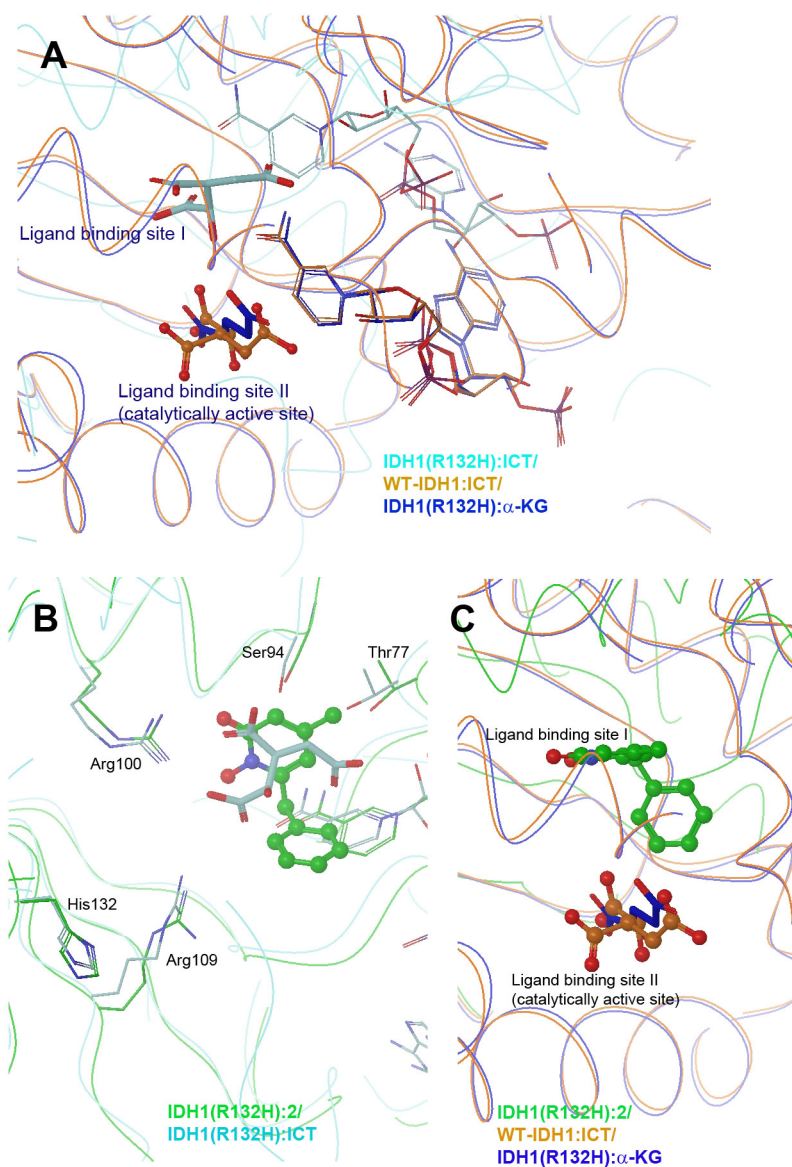 A
Ligand binding site I
Ligand binding site II
(catalytically active site)
IDH1(R132H):ICT/
WT-IDH1:ICT/
IDH1(R132H):α-KG
B
Ser94
Thr77
Arg100
His132
Arg109
IDH1(R132H):2/
IDH1(R132H):ICT
C
Ligand binding site I
Ligand binding site II
(catalytically active site)
IDH1(R132H):2/
WT-IDH1:ICT/
IDH1(R132H):α-KG